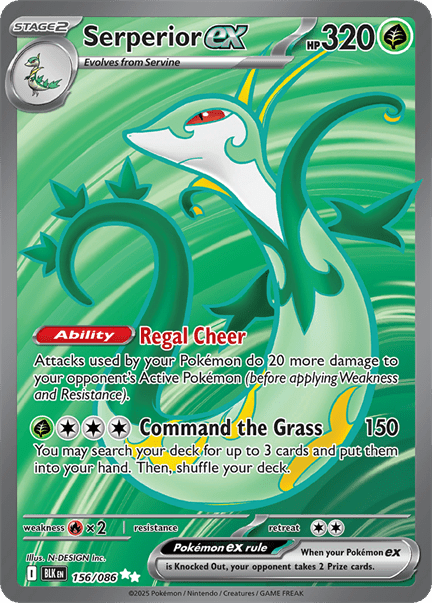 STAGE2 Serperior ex HP 320
Evolves from Servine
Ability Regal Cheer
Attacks used by your Pokémon do 20 more damage to
your opponent's Active Pokémon (before applying Weakness
and Resistance).
Command the Grass 150
You may search your deck for up to 3 cards and put them
into your hand. Then, shuffle your deck.
weakness ×2 resistance retreat
Illus. N-DESIGN Inc.
Pokémon ex rule When your Pokémon ex
is Knocked Out, your opponent takes 2 Prize cards.
I BLK EN 156/086
©2025 Pokémon / Nintendo / Creatures / GAME FREAK